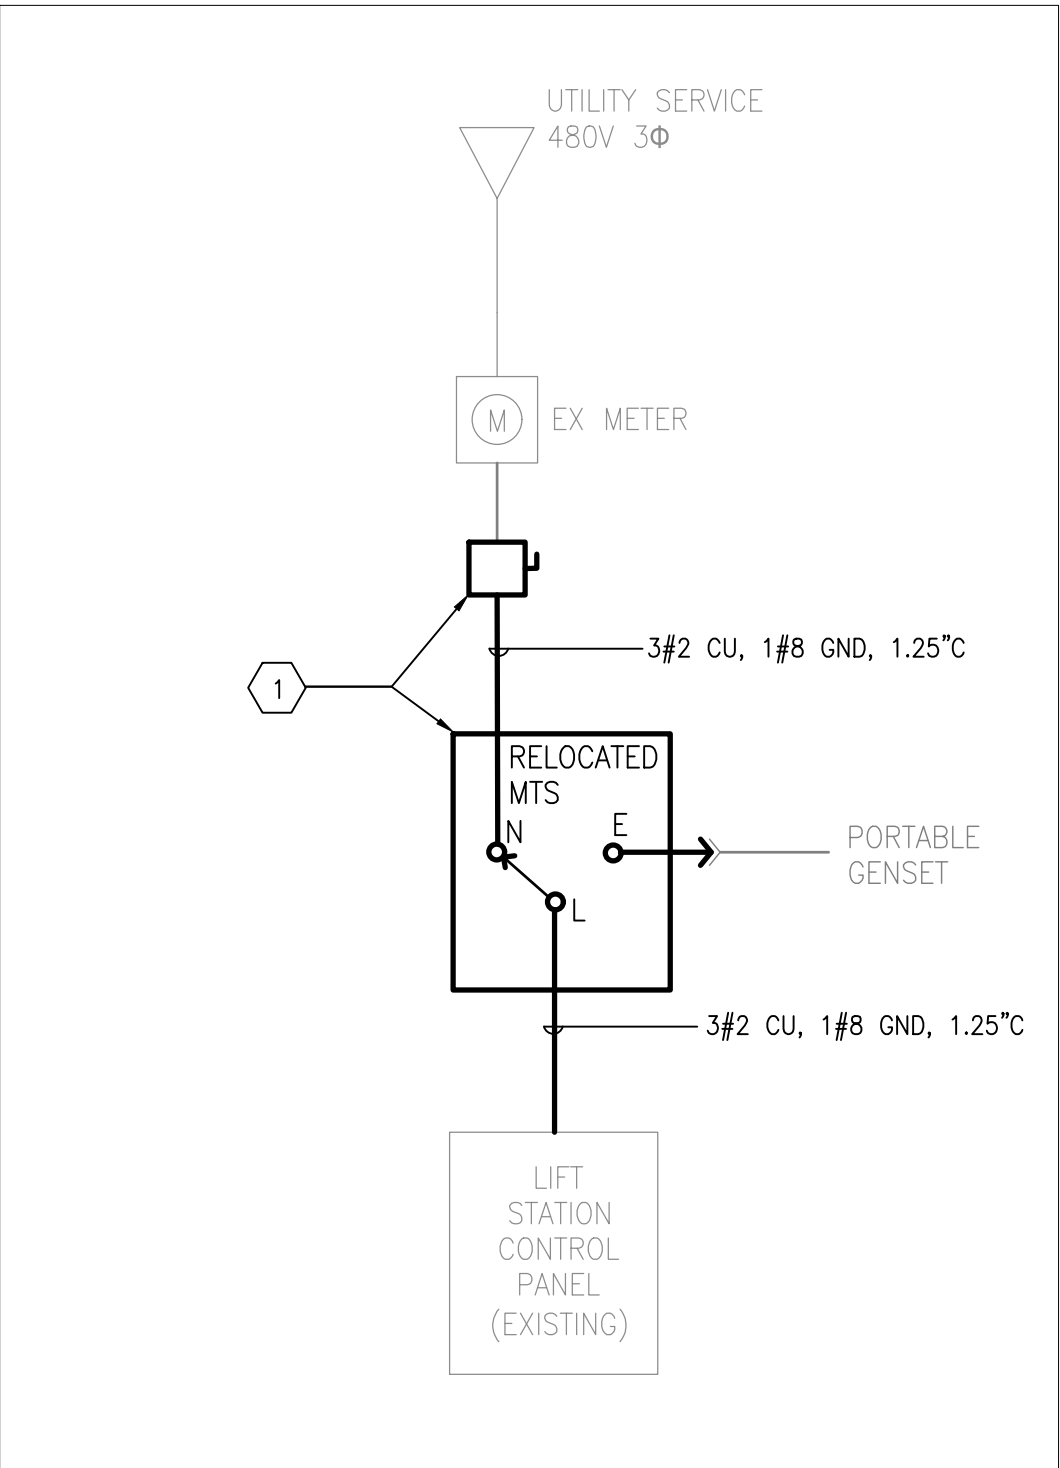 UTILITY SERVICE
480V 3Φ
M
EX METER
3#2 CU, 1#8 GND, 1.25"C
1
RELOCATED
MTS
N
E
PORTABLE
GENSET
L
3#2 CU, 1#8 GND, 1.25"C
LIFT
STATION
CONTROL
PANEL
(EXISTING)